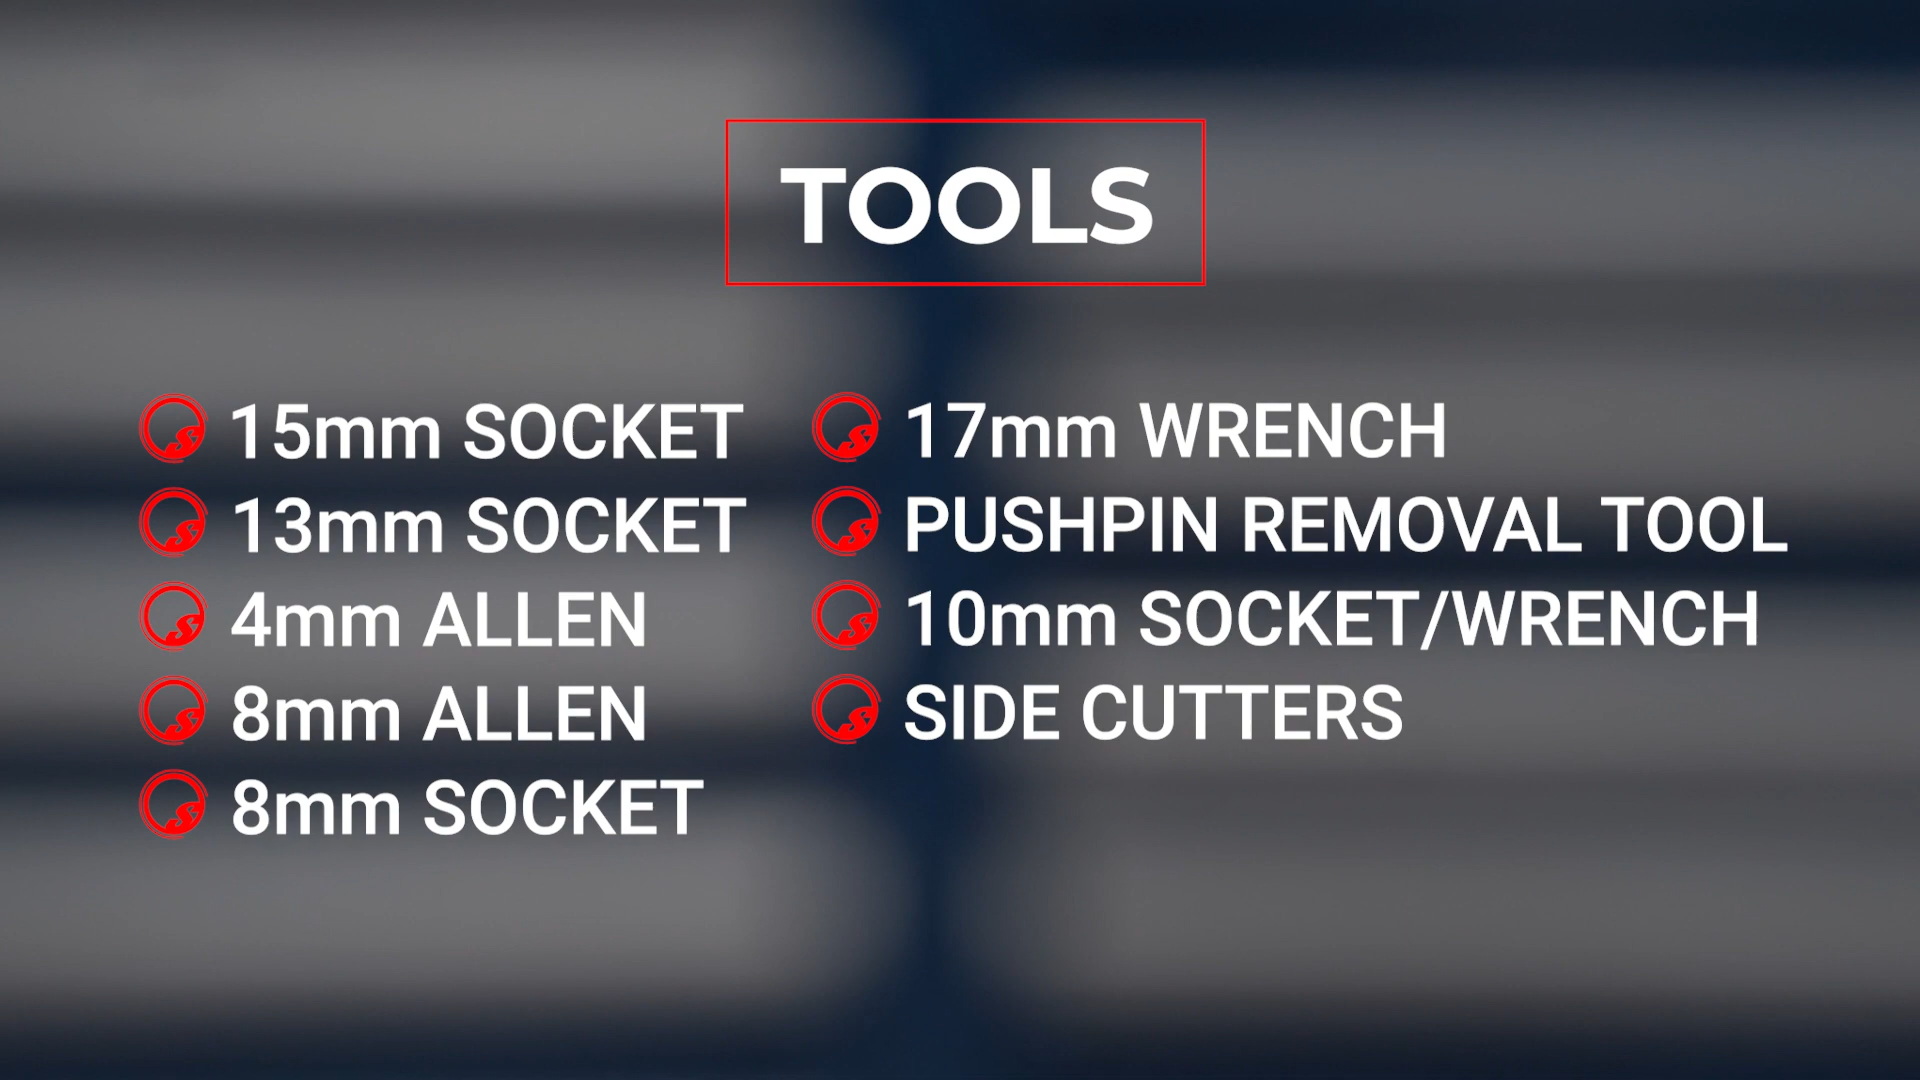 TOOLS
15mm SOCKET
13mm SOCKET
4mm ALLEN
8mm ALLEN
8mm SOCKET
17mm WRENCH
PUSHPIN REMOVAL TOOL
10mm SOCKET/WRENCH
SIDE CUTTERS